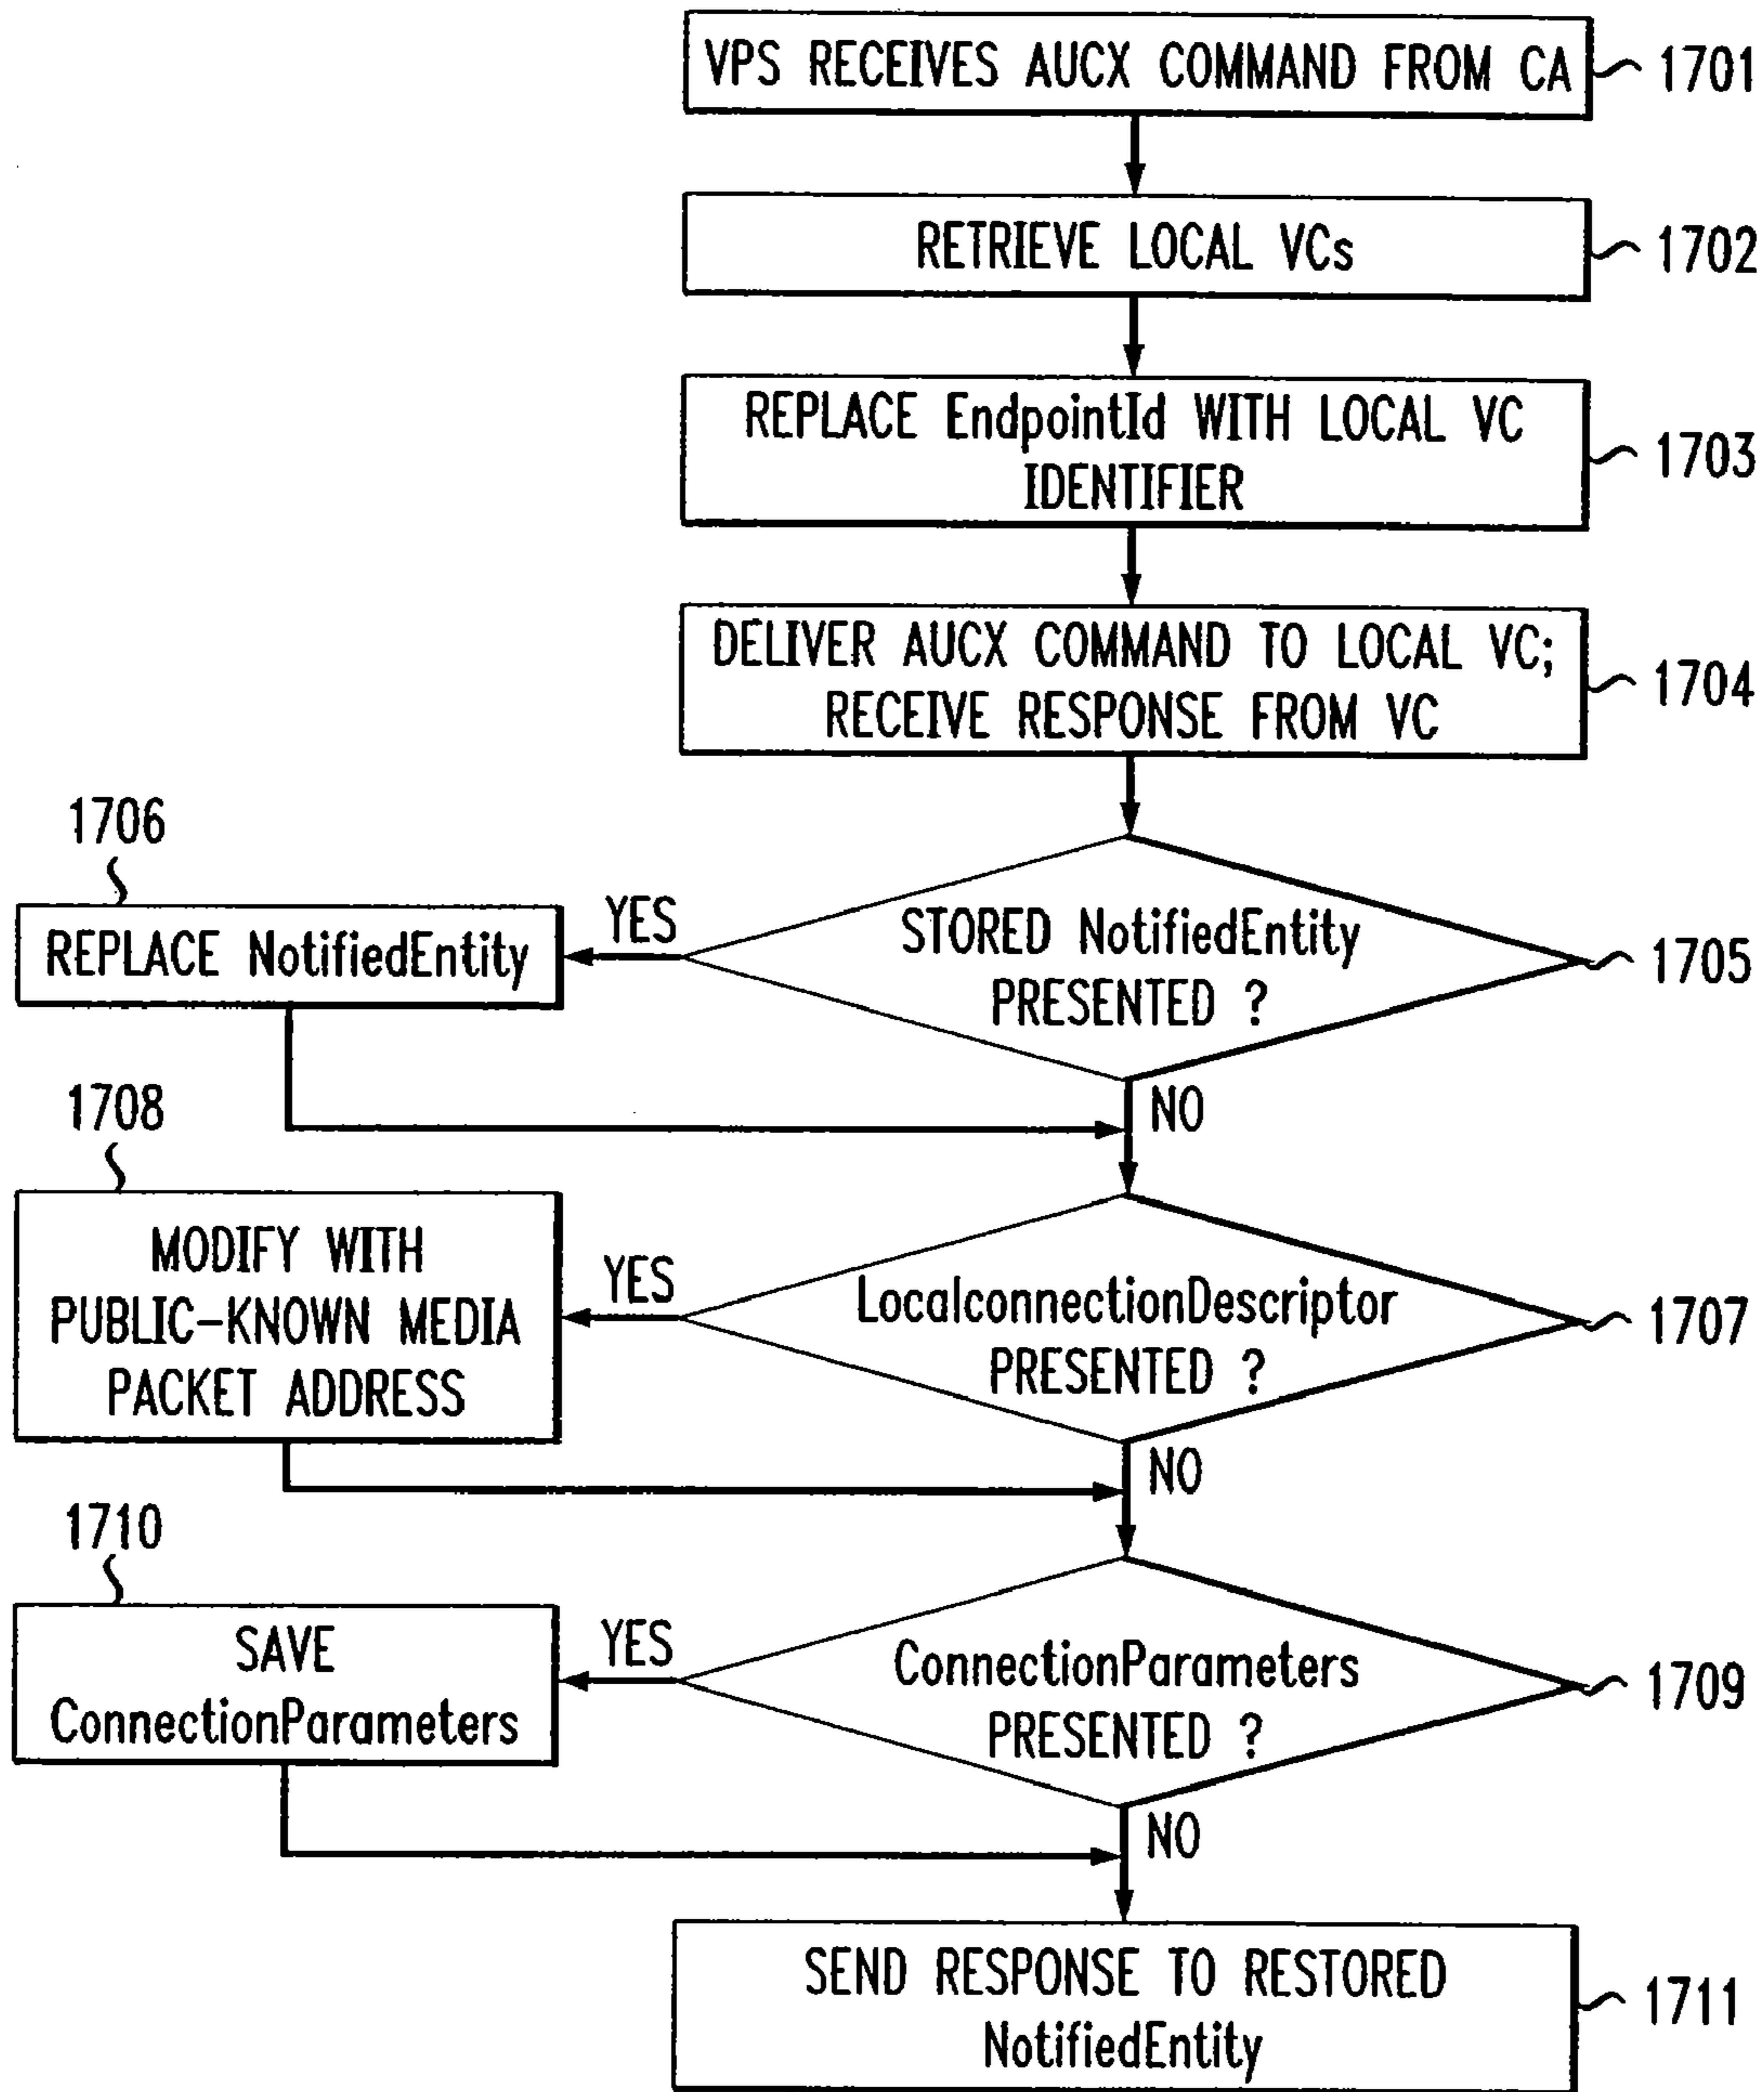 VPS RECEIVES AUCX COMMAND FROM CA
1701
RETRIEVE LOCAL VCs
1702
REPLACE EndpointId WITH LOCAL VC
IDENTIFIER
1703
DELIVER AUCX COMMAND TO LOCAL VC;
RECEIVE RESPONSE FROM VC
1704
1706
REPLACE NotifiedEntity
YES
STORED NotifiedEntity
PRESENTED ?
1705
NO
1708
MODIFY WITH
PUBLIC-KNOWN MEDIA
PACKET ADDRESS
YES
LocalconnectionDescriptor
PRESENTED ?
1707
NO
1710
SAVE
ConnectionParameters
YES
ConnectionParameters
PRESENTED ?
1709
NO
SEND RESPONSE TO RESTORED
NotifiedEntity
1711